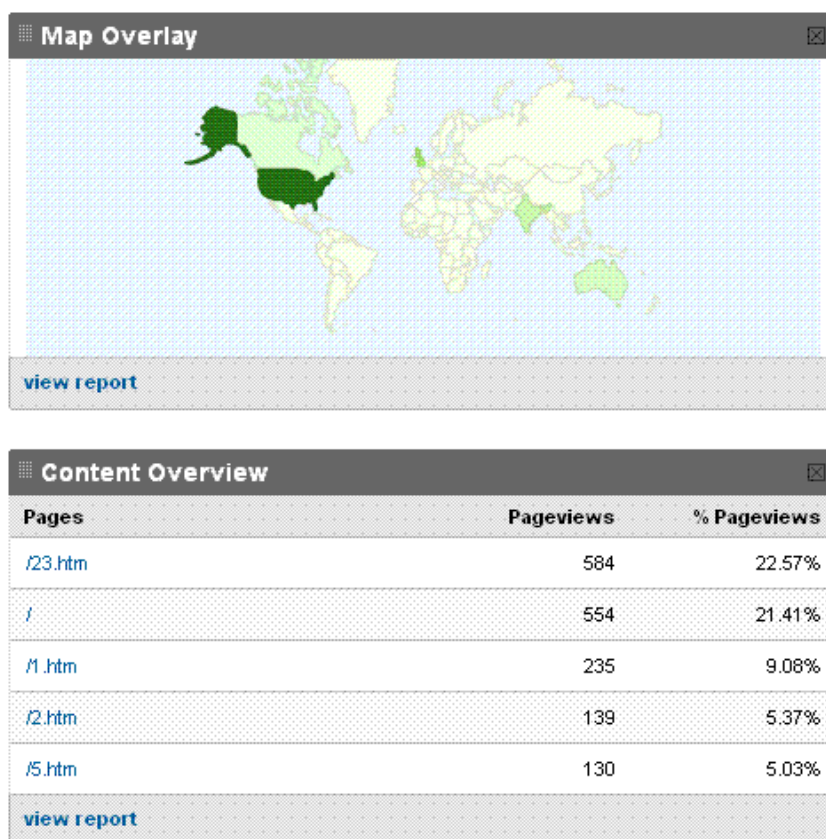 Map Overlay
view report
Content Overview
Pages Pageviews % Pageviews
/23.htm 584 22.57%
/ 554 21.41%
/1.htm 235 9.08%
/2.htm 139 5.37%
/5.htm 130 5.03%
view report